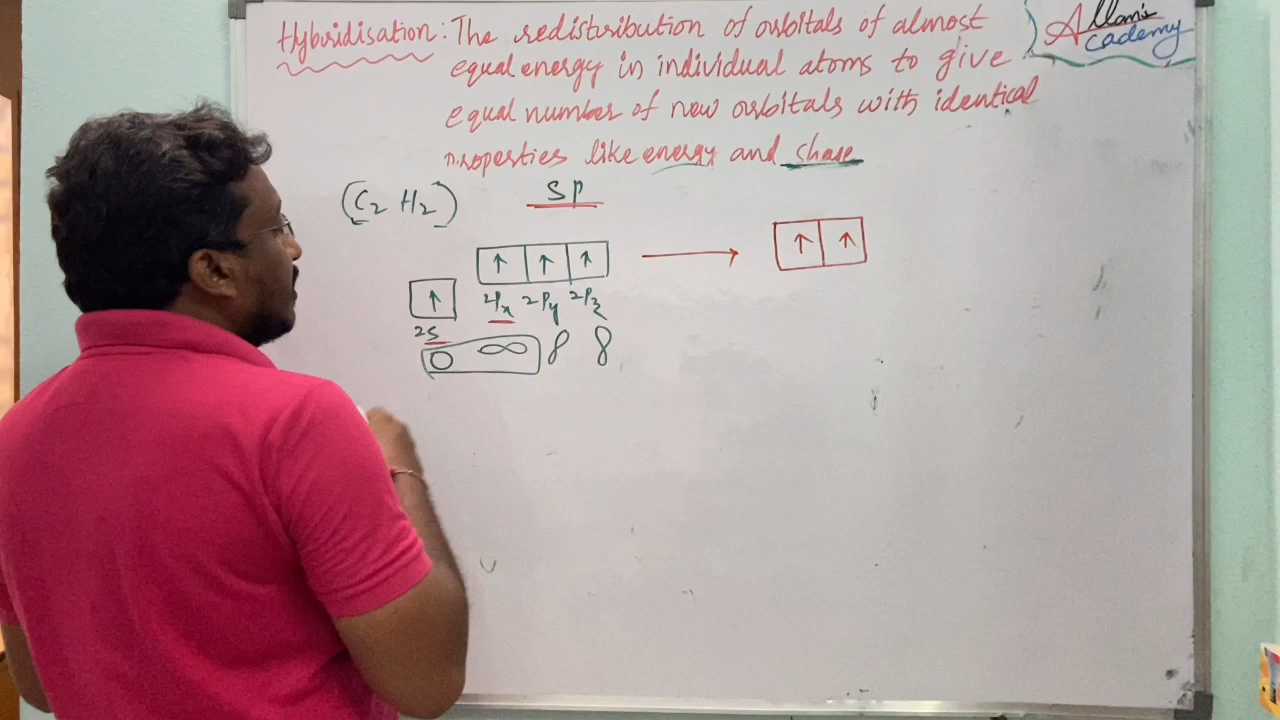 Hybridisation: The redistribution of orbitals of almost
equal energy in individual atoms to give
equal number of new orbitals with identical
properties like energy and shape
Allam's
Academy
(C2 H2) SP
↑ ↑ ↑ → ↑ ↑
↑ 2Px 2Py 2Pz
2S